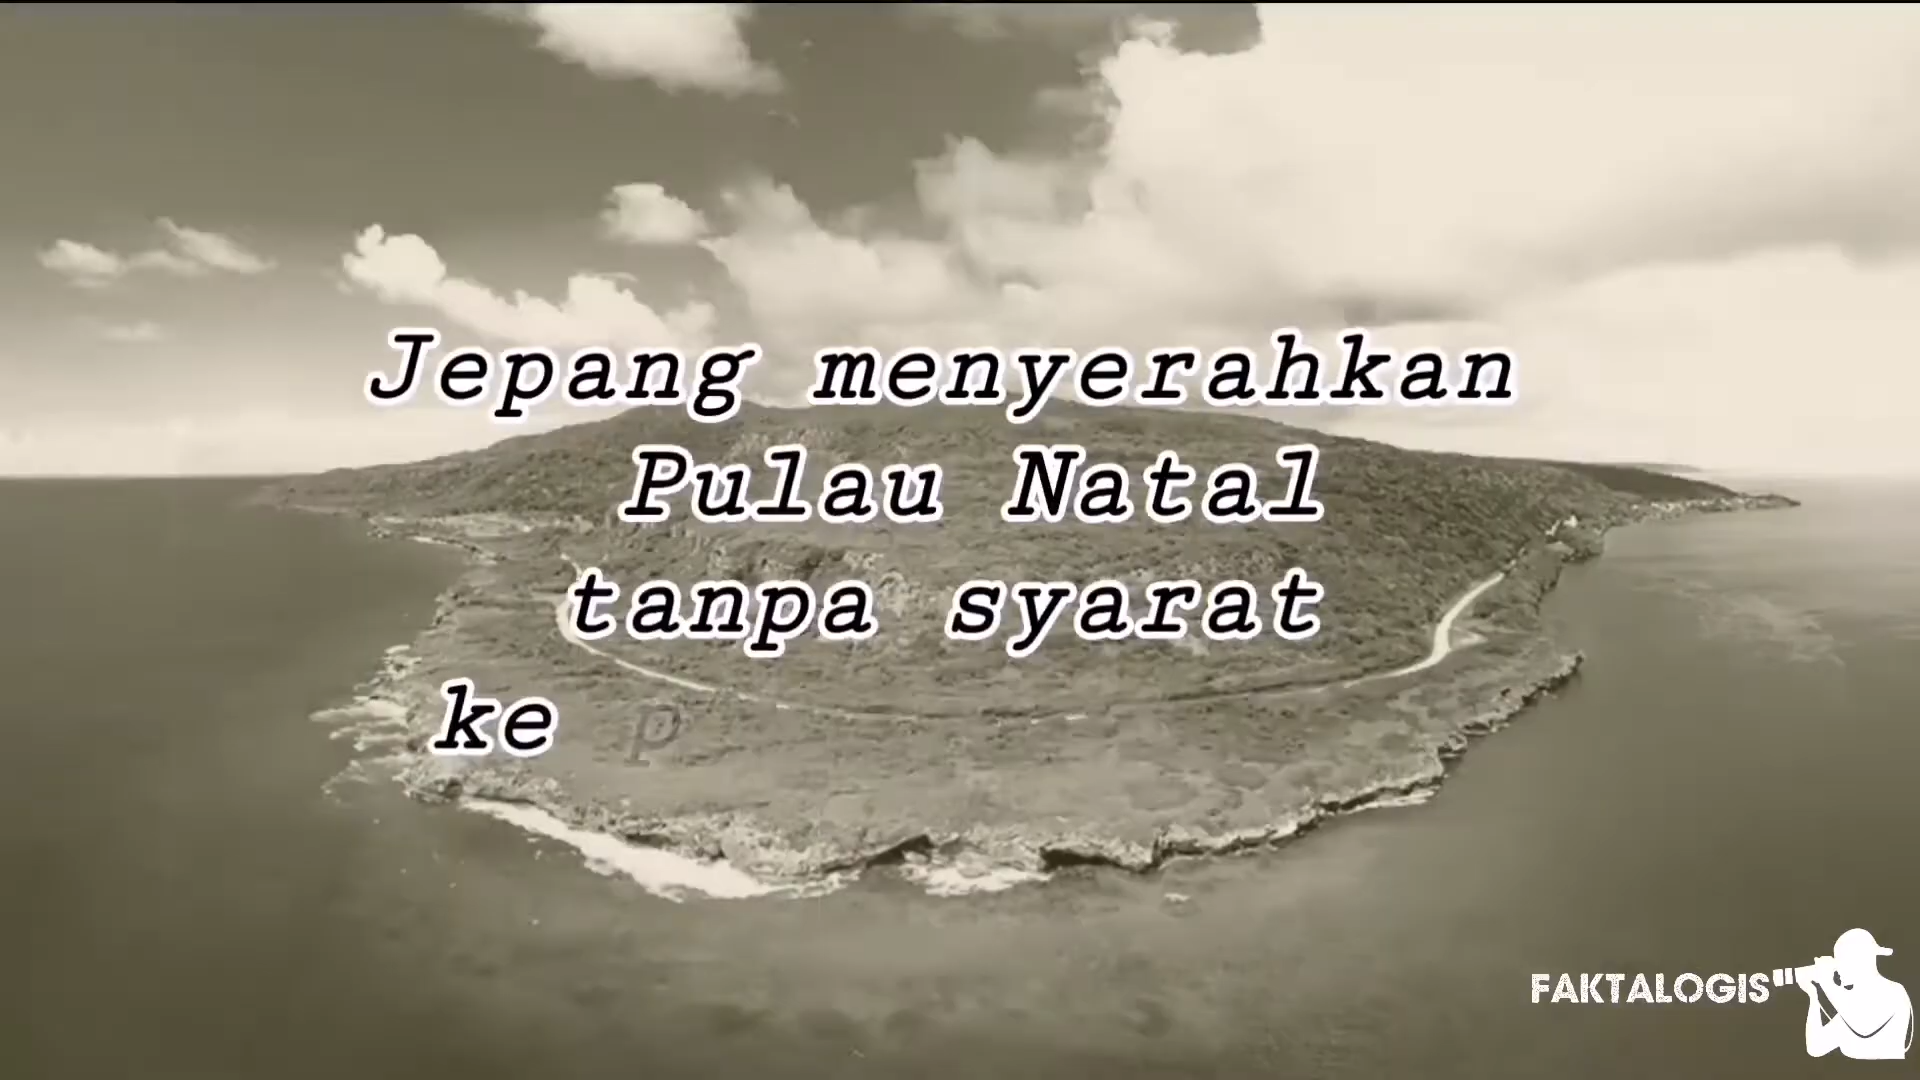 Jepang menyerahkan
Pulau Natal
tanpa syarat
ke p
FAKTALOGIS